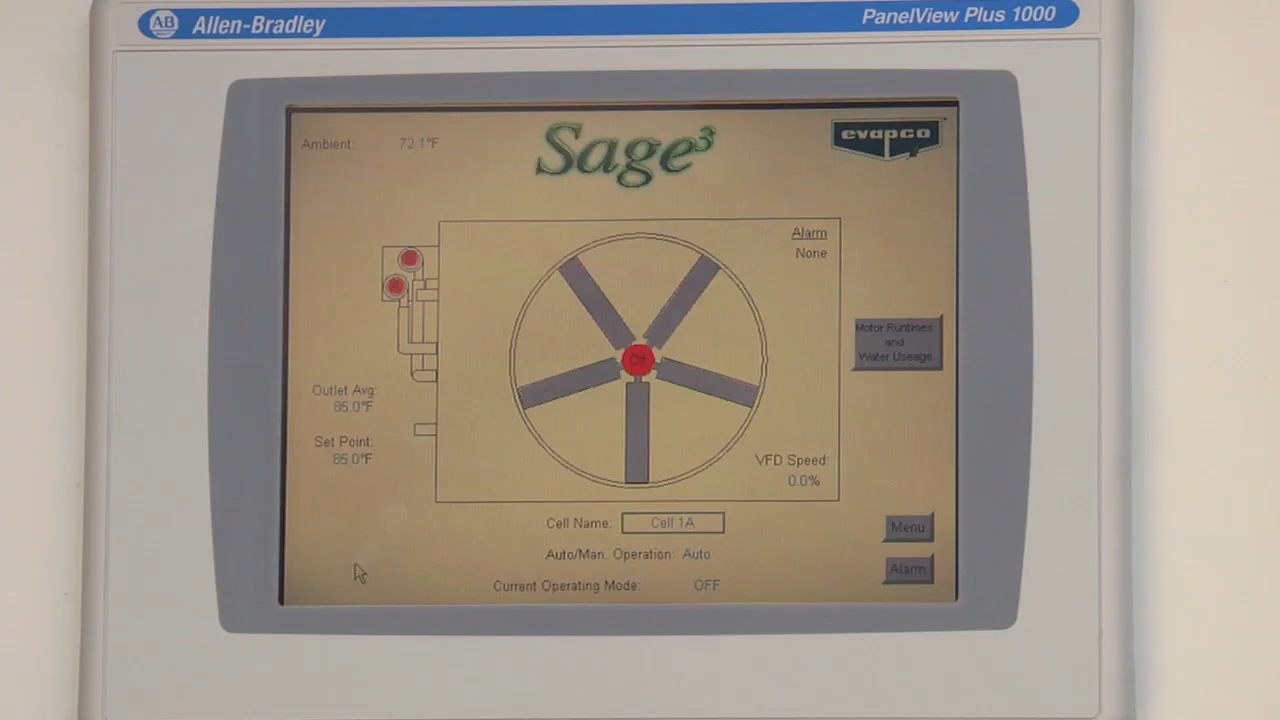 AB Allen-Bradley
PanelView Plus 1000
Ambient: 72.1°F
Sage³
evapco
Alarm
None
Motor Runtimes
and
Water Useage
Off
Outlet Avg:
85.0°F
Set Point:
85.0°F
VFD Speed:
0.0%
Cell Name: Cell 1A
Menu
Auto/Man. Operation: Auto
Alarm
Current Operating Mode: OFF